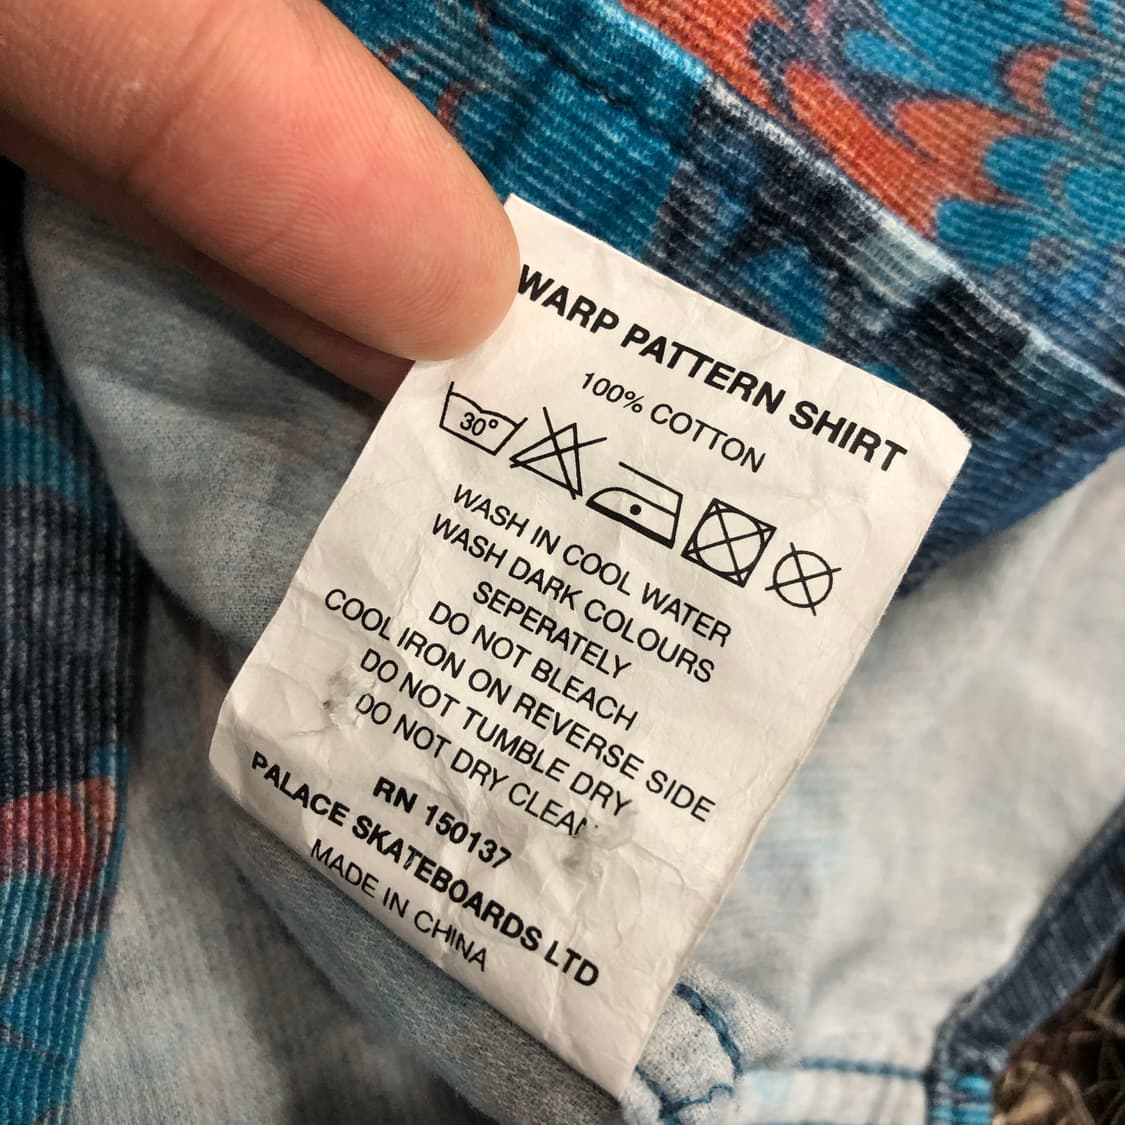 WARP PATTERN SHIRT
100% COTTON
30°
WASH IN COOL WATER
WASH DARK COLOURS
SEPERATELY
DO NOT BLEACH
COOL IRON ON REVERSE SIDE
DO NOT TUMBLE DRY
DO NOT DRY CLEAN
RN 150137
PALACE SKATEBOARDS LTD
MADE IN CHINA